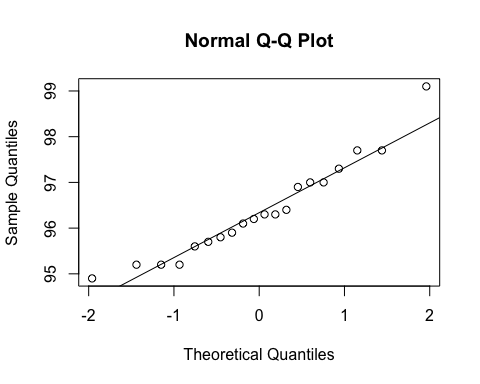 Normal Q-Q Plot
99
98
97
96
95
Sample Quantiles
-2 -1 0 1 2
Theoretical Quantiles